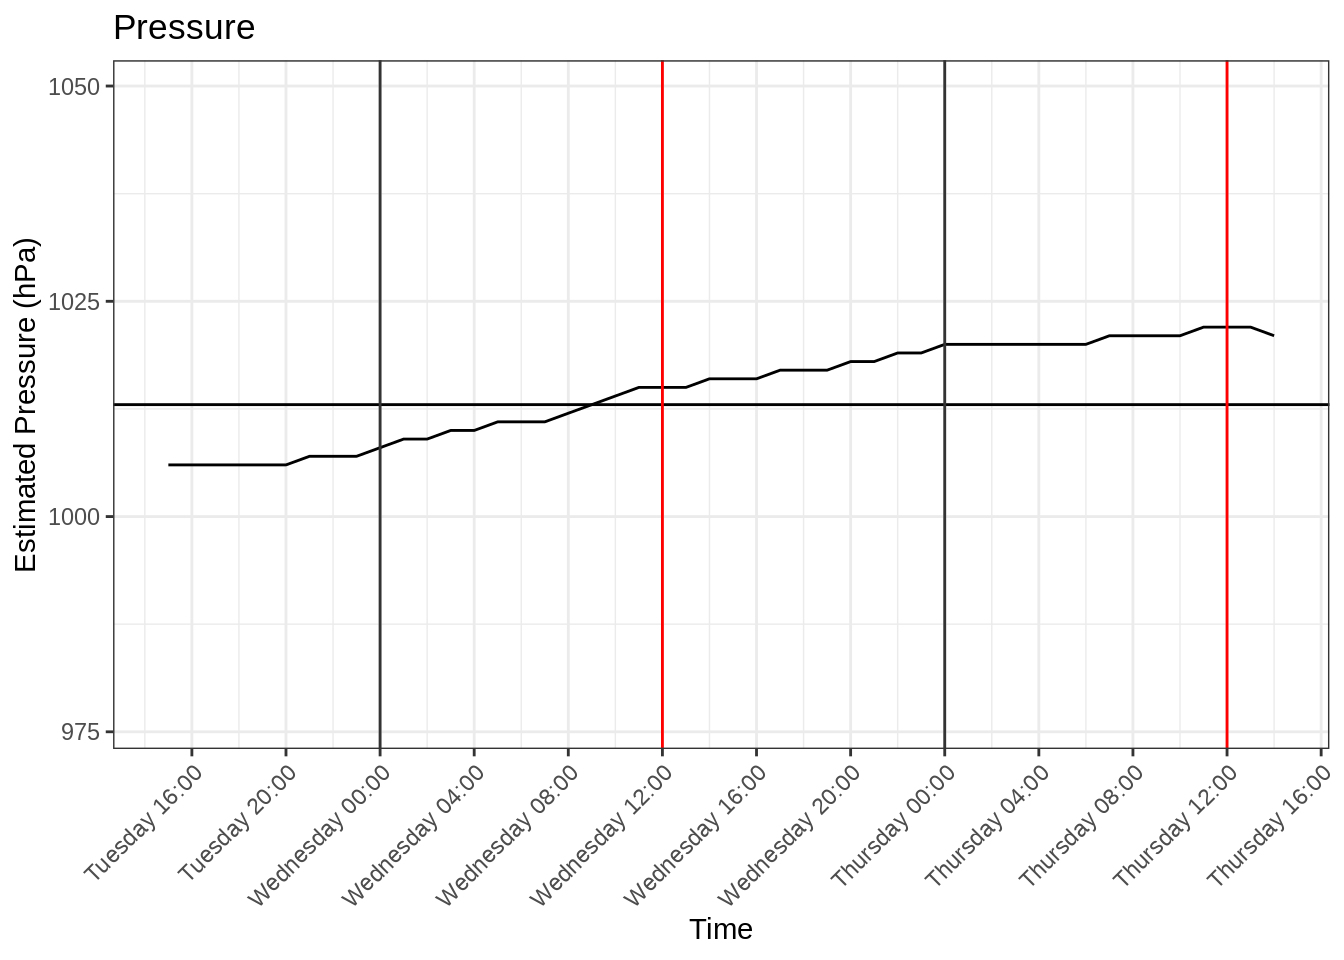 Pressure
Estimated Pressure (hPa)
1050
1025
1000
975
Tuesday 16:00
Tuesday 20:00
Wednesday 00:00
Wednesday 04:00
Wednesday 08:00
Wednesday 12:00
Wednesday 16:00
Wednesday 20:00
Thursday 00:00
Thursday 04:00
Thursday 08:00
Thursday 12:00
Thursday 16:00
Time